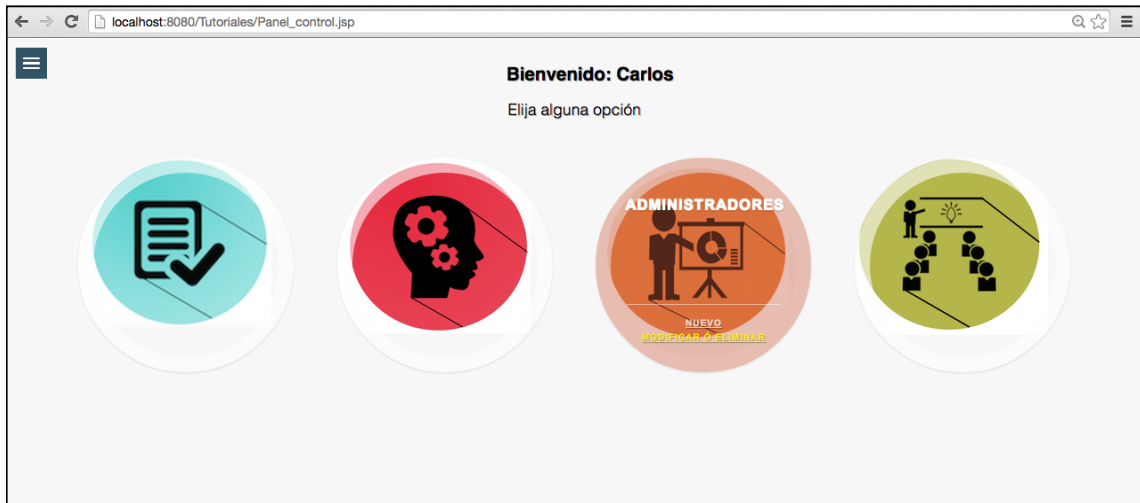 localhost:8080/Tutoriales/Panel_control.jsp
Bienvenido: Carlos
Elija alguna opción
ADMINISTRADORES
NUEVO
MODIFICAR Ó ELIMINAR